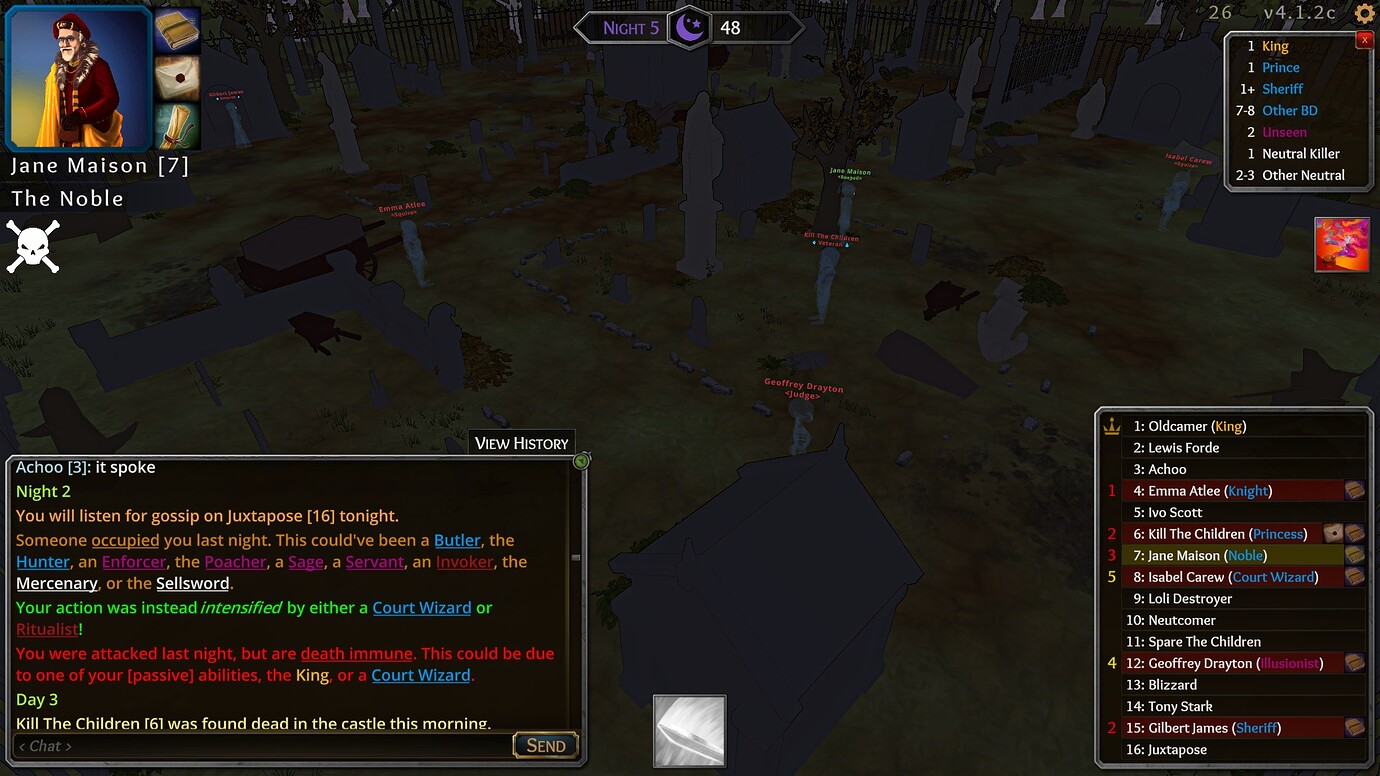 NIGHT 5
48
26
v4.1.2c
x
1 King
1 Prince
1+ Sheriff
7-8 Other BD
2 Unseen
1 Neutral Killer
2-3 Other Neutral
Jane Maison [7]
The Noble
Gilbert James
<Squire>
Emma Atlee
<Squire>
Jane Maison
Kill The Children
Veteran
Isabel Carew
<Squire>
Geoffrey Drayton
<Judge>
VIEW HISTORY
Achoo [3]: it spoke
Night 2
You will listen for gossip on Juxtapose [16] tonight.
Someone occupied you last night. This could've been a Butler, the
Hunter, an Enforcer, the Poacher, a Sage, a Servant, an Invoker, the
Mercenary, or the Sellsword.
Your action was instead intensified by either a Court Wizard or
Ritualist!
You were attacked last night, but are death immune. This could be due
to one of your [passive] abilities, the King, or a Court Wizard.
Day 3
Kill The Children [6] was found dead in the castle this morning.
< Chat >
SEND
1: Oldcamer (King)
2: Lewis Forde
3: Achoo
1 4: Emma Atlee (Knight)
5: Ivo Scott
2 6: Kill The Children (Princess)
3 7: Jane Maison (Noble)
5 8: Isabel Carew (Court Wizard)
9: Loli Destroyer
10: Neutcomer
11: Spare The Children
4 12: Geoffrey Drayton (Illusionist)
13: Blizzard
14: Tony Stark
2 15: Gilbert James (Sheriff)
16: Juxtapose